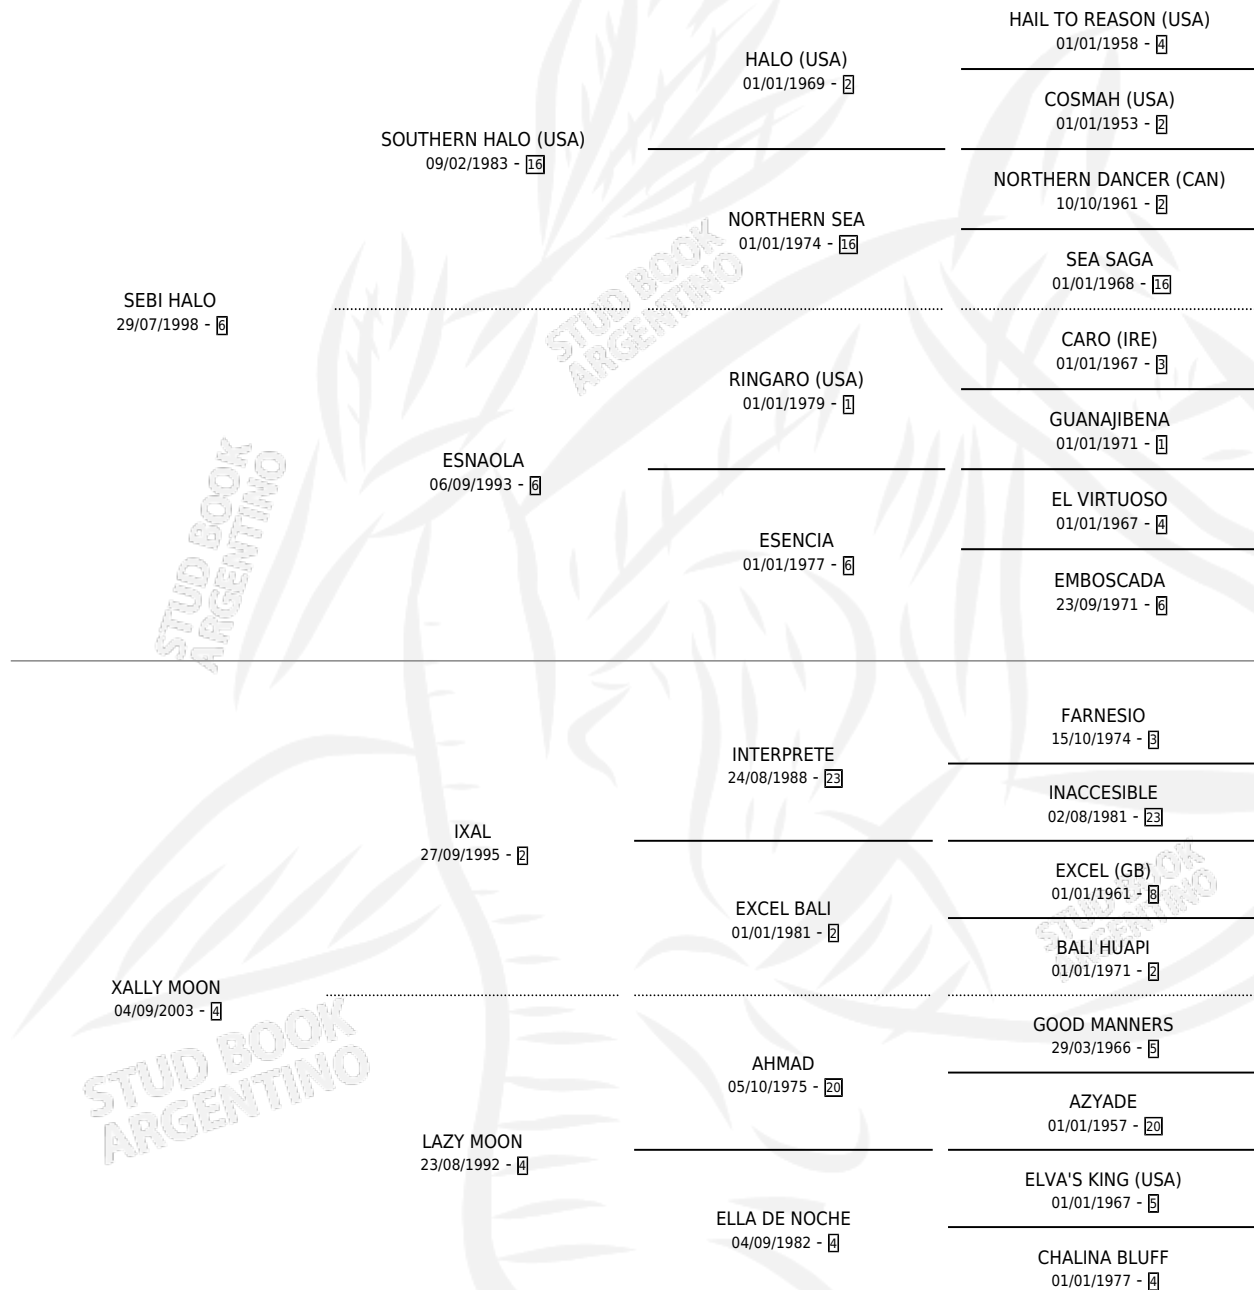 HAIL TO REASON (USA)
01/01/1958 - 4
HALO (USA)
01/01/1969 - 2
COSMAH (USA)
01/01/1953 - 2
SOUTHERN HALO (USA)
09/02/1983 - 16
NORTHERN DANCER (CAN)
10/10/1961 - 2
NORTHERN SEA
01/01/1974 - 16
SEA SAGA
01/01/1968 - 16
SEBI HALO
29/07/1998 - 6
CARO (IRE)
01/01/1967 - 3
RINGARO (USA)
01/01/1979 - 1
GUANAJIBENA
01/01/1971 - 1
ESNAOLA
06/09/1993 - 6
EL VIRTUOSO
01/01/1967 - 4
ESENCIA
01/01/1977 - 6
EMBOSCADA
23/09/1971 - 6
FARNESIO
15/10/1974 - 3
INTERPRETE
24/08/1988 - 23
INACCESIBLE
02/08/1981 - 23
IXAL
27/09/1995 - 2
EXCEL (GB)
01/01/1961 - 8
EXCEL BALI
01/01/1981 - 2
BALI HUAPI
01/01/1971 - 2
XALLY MOON
04/09/2003 - 4
GOOD MANNERS
29/03/1966 - 5
AHMAD
05/10/1975 - 20
AZYADE
01/01/1957 - 20
LAZY MOON
23/08/1992 - 4
ELVA'S KING (USA)
01/01/1967 - 5
ELLA DE NOCHE
04/09/1982 - 4
CHALINA BLUFF
01/01/1977 - 4
STUD BOOK
ARGENTINO
STUD BOOK
ARGENTINO
STUD BOOK
ARGENTINO
STUD BOOK
ARGENTINO